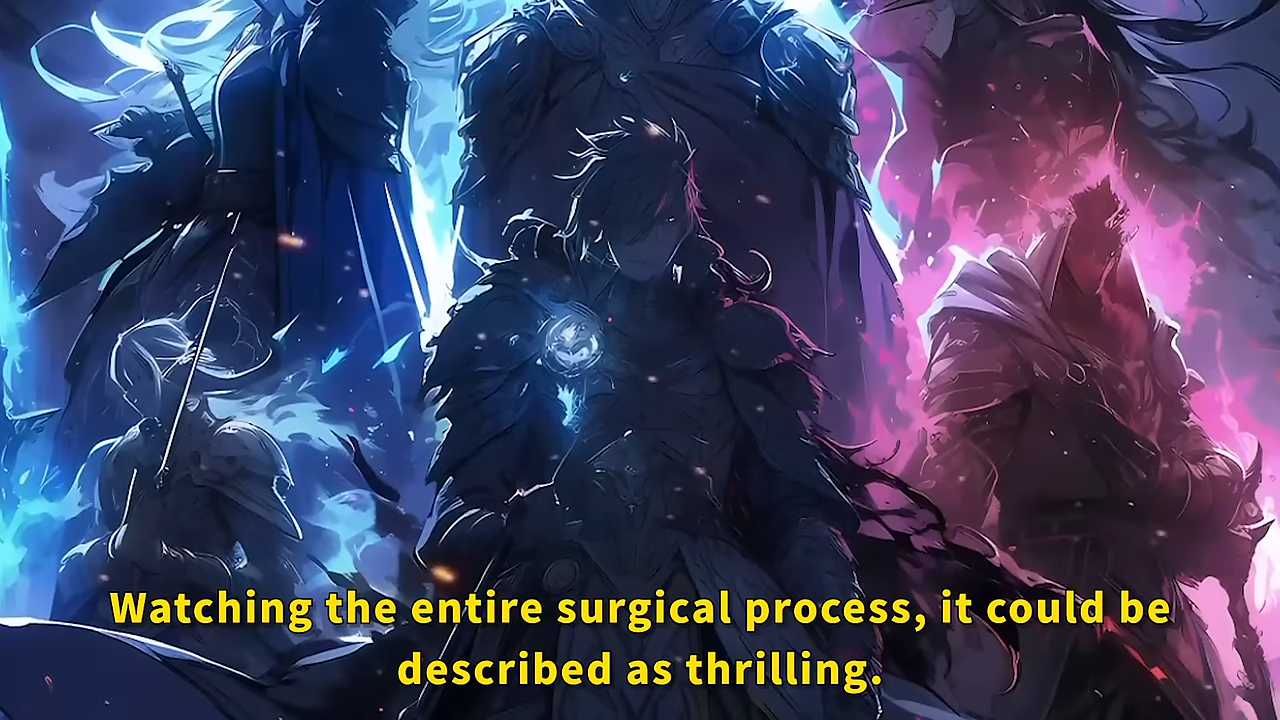 Watching the entire surgical process, it could be
described as thrilling.